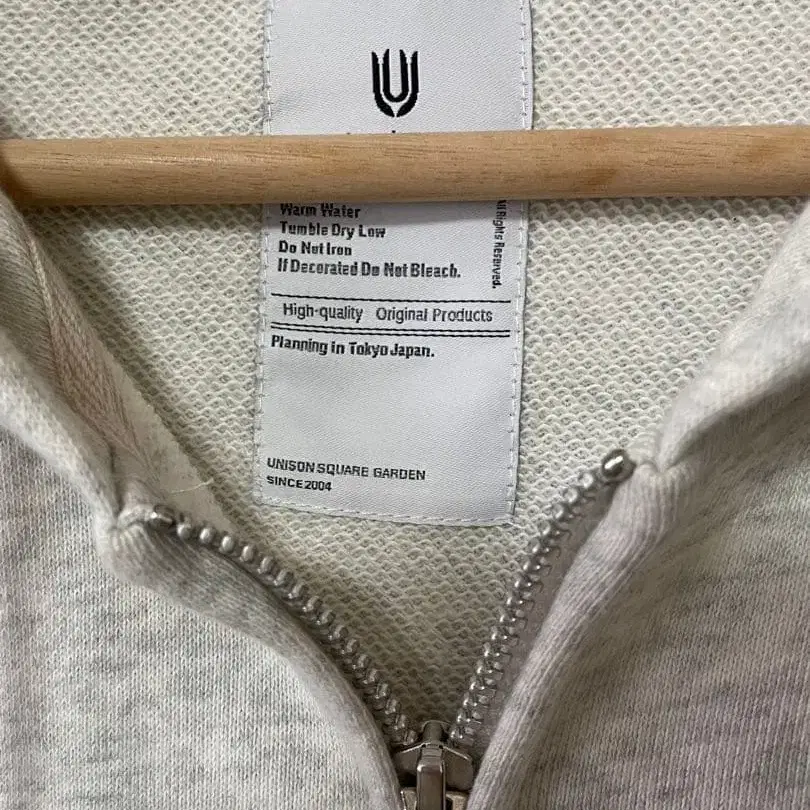 Warm Water
Tumble Dry Low
Do Not Iron
If Decorated Do Not Bleach.
All Rights Reserved.
High-quality Original Products
Planning in Tokyo Japan.
UNISON SQUARE GARDEN
SINCE 2004